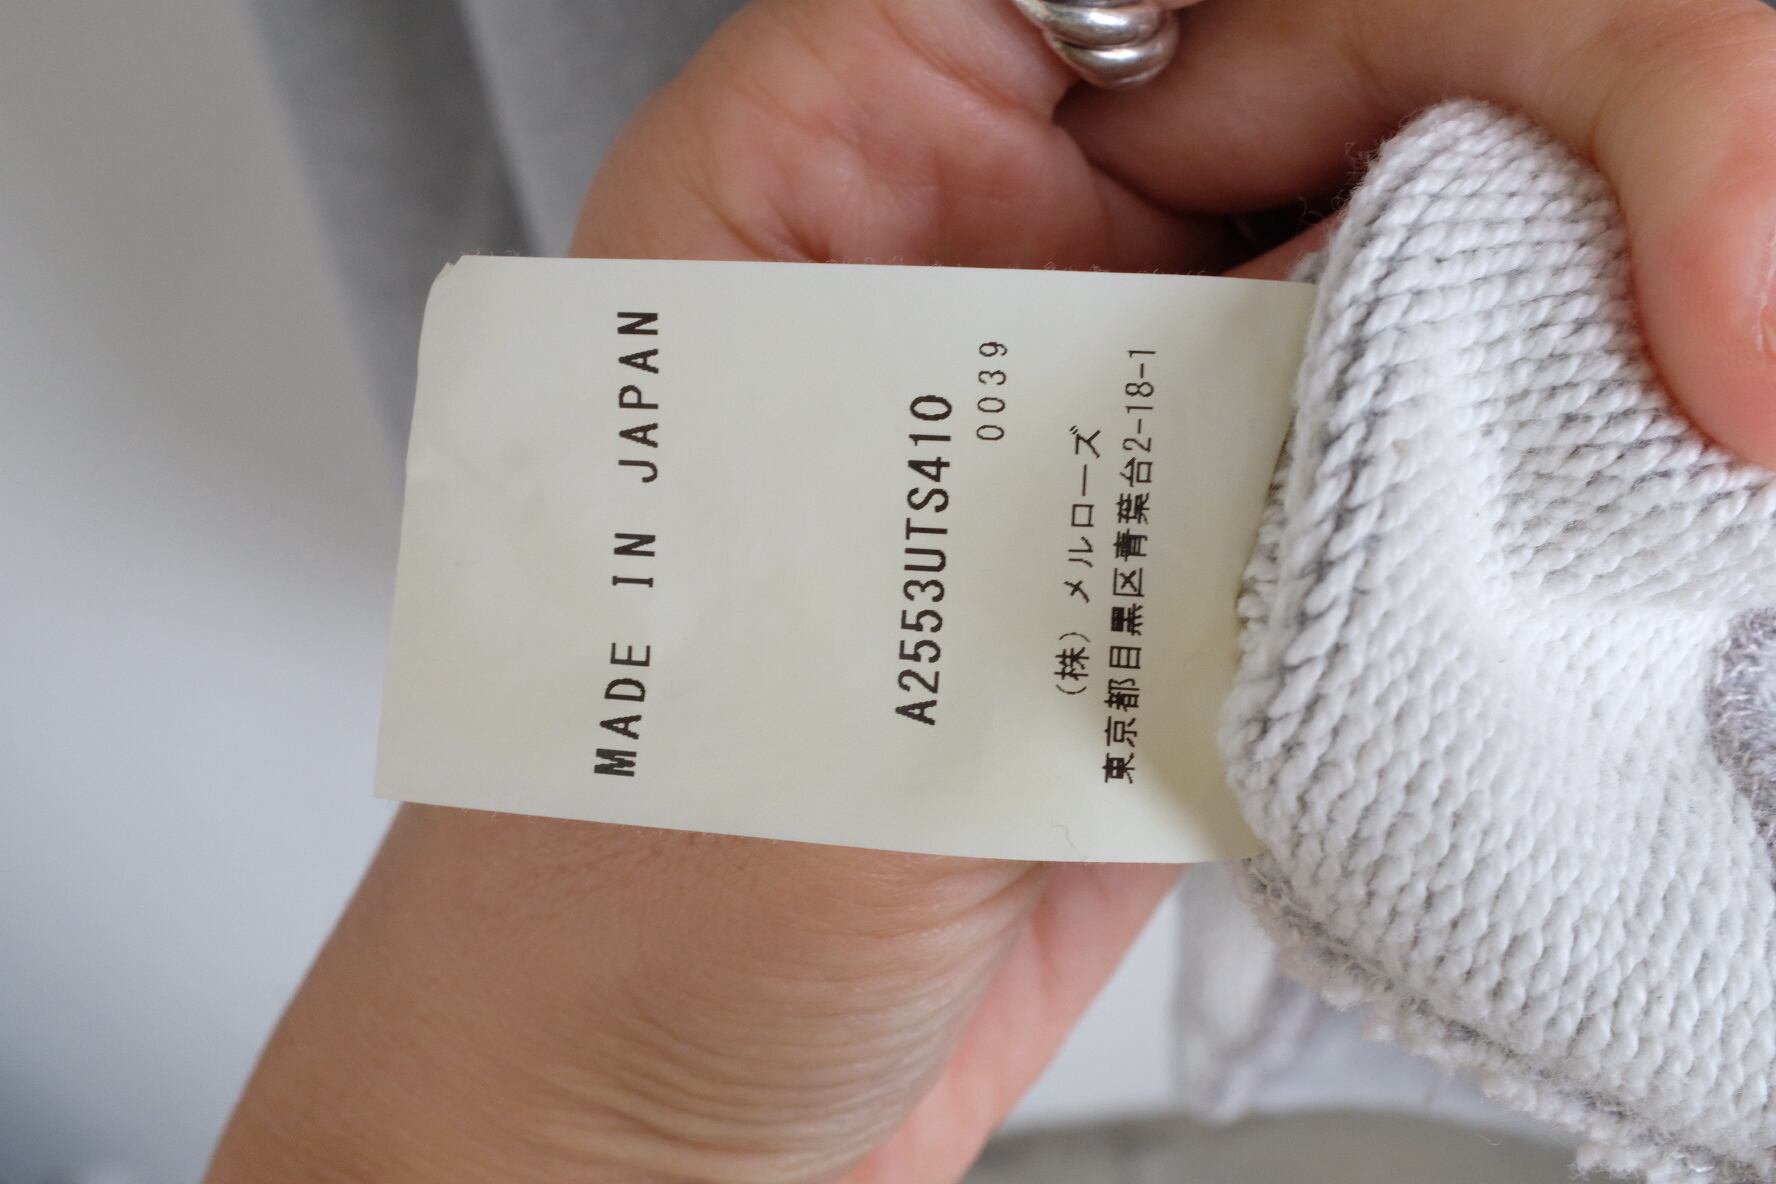 MADE IN JAPAN
A2553UTS410
0039
(株) メルローズ
東京都目黒区青葉台2-18-1